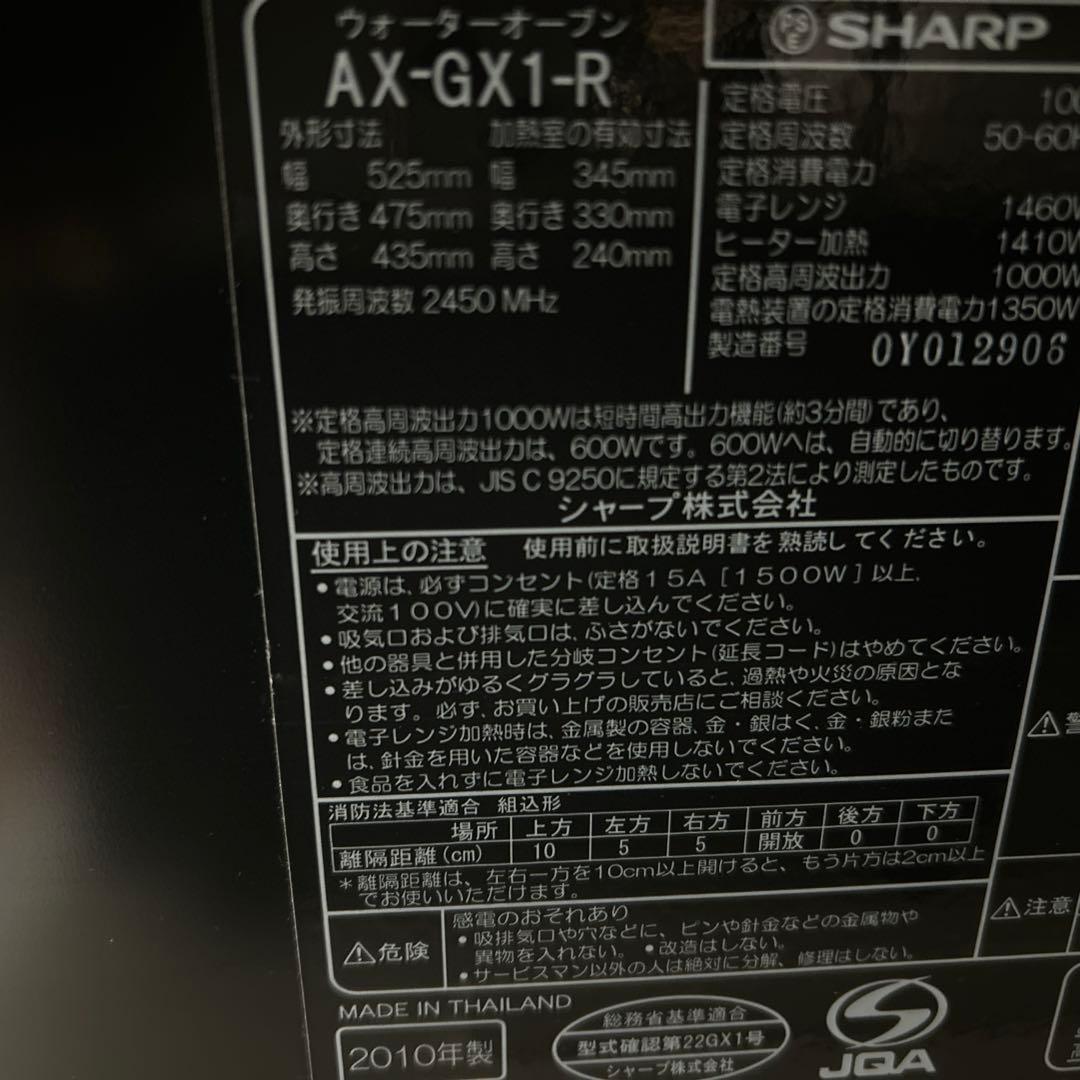 ウォーターオーブン
AX-GX1-R
外形寸法 加熱室の有効寸法
幅 525mm 幅 345mm
奥行き 475mm 奥行き 330mm
高さ 435mm 高さ 240mm
発振周波数 2450 MHz
PS E SHARP
定格電圧 100
定格周波数 50-60H
定格消費電力
電子レンジ 1460W
ヒーター加熱 1410W
定格高周波出力 1000W
電熱装置の定格消費電力1350W
製造番号 0Y012906
※定格高周波出力1000Wは短時間高出力機能(約3分間)であり、
定格連続高周波出力は、600Wです。600Wへは、自動的に切り替ります。
※高周波出力は、JIS C 9250に規定する第2法により測定したものです。
シャープ株式会社
使用上の注意 使用前に取扱説明書を熟読してください。
●電源は、必ずコンセント(定格15A [1500W]以上、
交流100V)に確実に差し込んでください。
●吸気口および排気口は、ふさがないでください。
●他の器具と併用した分岐コンセント(延長コード)はやめてください。
●差し込みがゆるくグラグラしていると、過熱や火災の原因とな
ります。必ず、お買い上げの販売店にご相談ください。
●電子レンジ加熱時は、金属製の容器、金・銀はく、金・銀粉また
は、針金を用いた容器などを使用しないでください。
●食品を入れずに電子レンジ加熱しないでください。
消防法基準適合 組込形
場所 上方 左方 右方 前方 後方 下方
離隔距離(cm) 10 5 5 開放 0 0
*離隔距離は、左右一方を10cm以上開けると、もう片方は2cm以上
でお使いいただけます。
⚠危険
感電のおそれあり
●吸排気口や穴などに、ピンや針金などの金属物や
異物を入れない。 ●改造はしない。
●サービスマン以外の人は絶対に分解、修理はしない。
⚠警
⚠注意
MADE IN THAILAND
2010年製
総務省基準適合
型式確認第22GX1号
シャープ株式会社
JQA